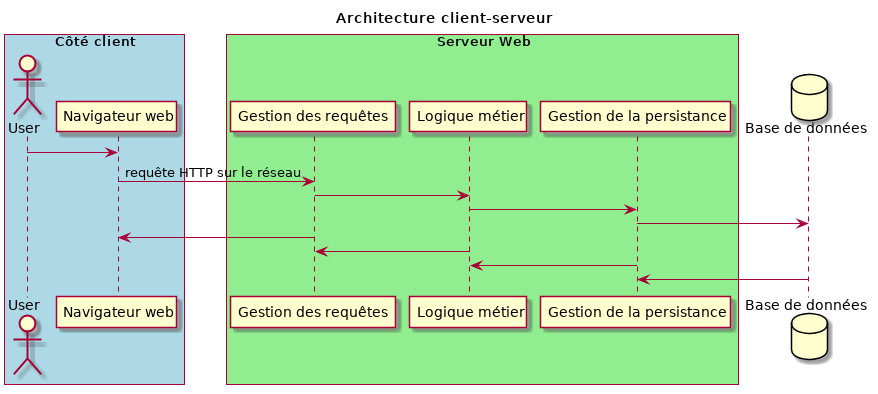 Architecture client-serveur
Côté client
Serveur Web
User
Navigateur web
Gestion des requêtes
Logique métier
Gestion de la persistance
Base de données
requête HTTP sur le réseau
User
Navigateur web
Gestion des requêtes
Logique métier
Gestion de la persistance
Base de données